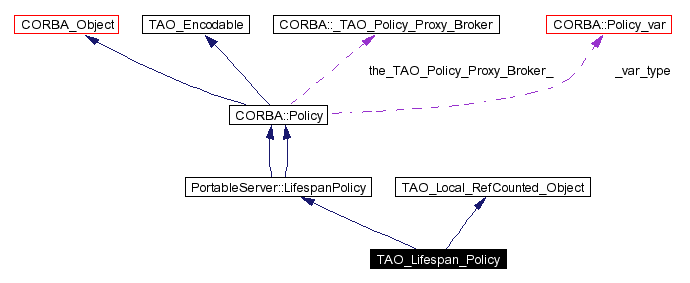 CORBA_Object
TAO_Encodable
CORBA::_TAO_Policy_Proxy_Broker
CORBA::Policy_var
the_TAO_Policy_Proxy_Broker_
_var_type
CORBA::Policy
PortableServer::LifespanPolicy
TAO_Local_RefCounted_Object
TAO_Lifespan_Policy